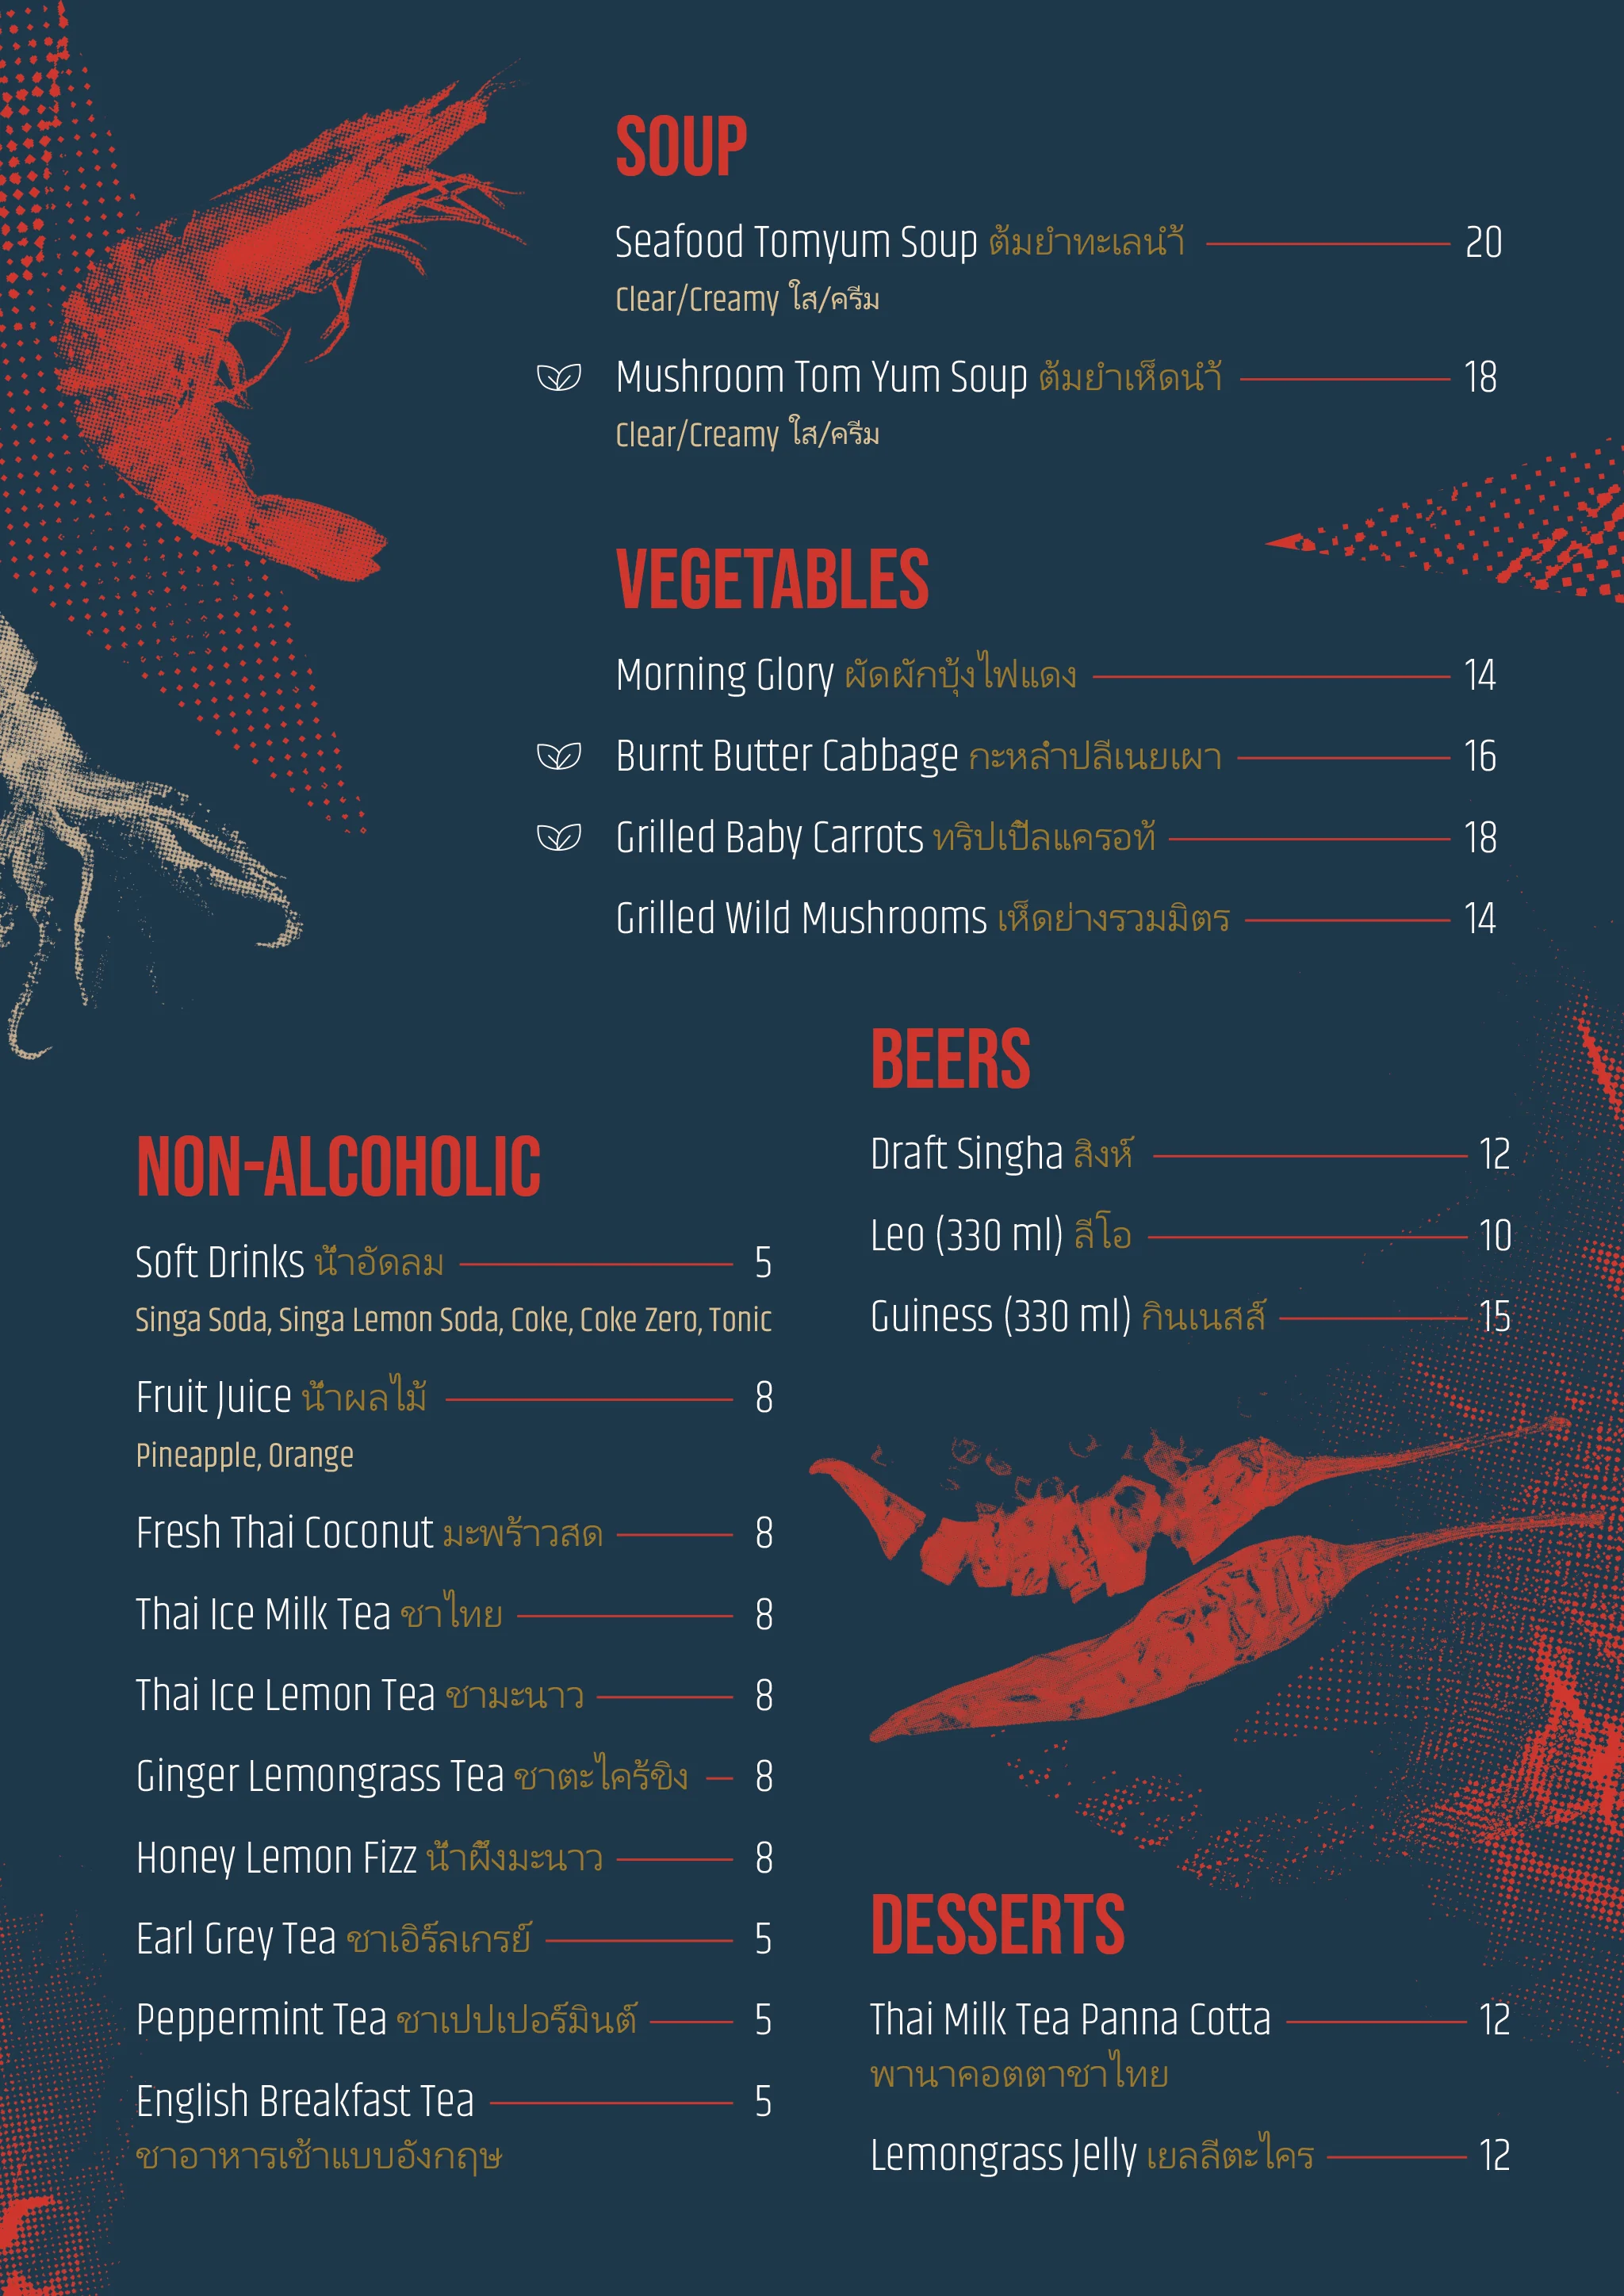 SOUP
Seafood Tomyum Soup ต้มยำทะเลนำ้ 20
Clear/Creamy ใส/ครีม
Mushroom Tom Yum Soup ต้มยำเห็ดนำ้ 18
Clear/Creamy ใส/ครีม
VEGETABLES
Morning Glory ผัดผักบุ้งไฟแดง 14
Burnt Butter Cabbage กะหลำปลีเนยเผา 16
Grilled Baby Carrots ทริปเปิ้ลแครอท้ 18
Grilled Wild Mushrooms เห็ดย่างรวมมิตร 14
BEERS
Draft Singha สิงห์ 12
Leo (330 ml) ลีโอ 10
Guiness (330 ml) กินเนสส์ 15
NON-ALCOHOLIC
Soft Drinks น้ำอัดลม 5
Singa Soda, Singa Lemon Soda, Coke, Coke Zero, Tonic
Fruit Juice น้ำผลไม้ 8
Pineapple, Orange
Fresh Thai Coconut มะพร้าวสด 8
Thai Ice Milk Tea ชาไทย 8
Thai Ice Lemon Tea ชามะนาว 8
Ginger Lemongrass Tea ชาตะไคร้ขิง 8
Honey Lemon Fizz น้ำผึ้งมะนาว 8
Earl Grey Tea ชาเอิร์ลเกรย์ 5
Peppermint Tea ชาเปปเปอร์มินต์ 5
English Breakfast Tea 5
ชาอาหารเช้าแบบอังกฤษ
DESSERTS
Thai Milk Tea Panna Cotta 12
พานาคอตตาชาไทย
Lemongrass Jelly เยลลีตะไคร 12